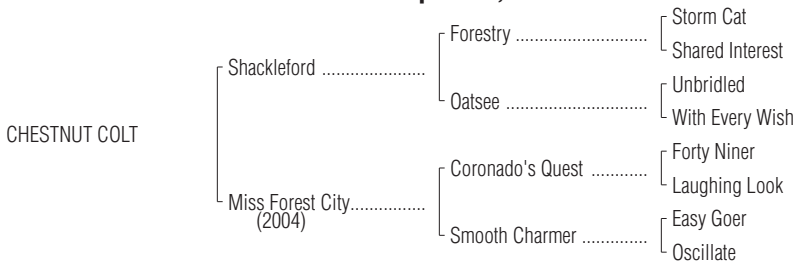 Storm Cat
Forestry ................................
Shared Interest
Shackleford ......................
Unbridled
Oatsee ..................................
With Every Wish
CHESTNUT COLT
Forty Niner
Coronado's Quest .............
Laughing Look
Miss Forest City................
(2004)
Easy Goer
Smooth Charmer ..............
Oscillate